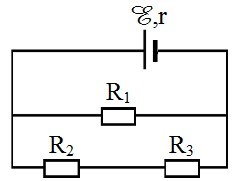 ℰ,r
R₁
R₂ R₃